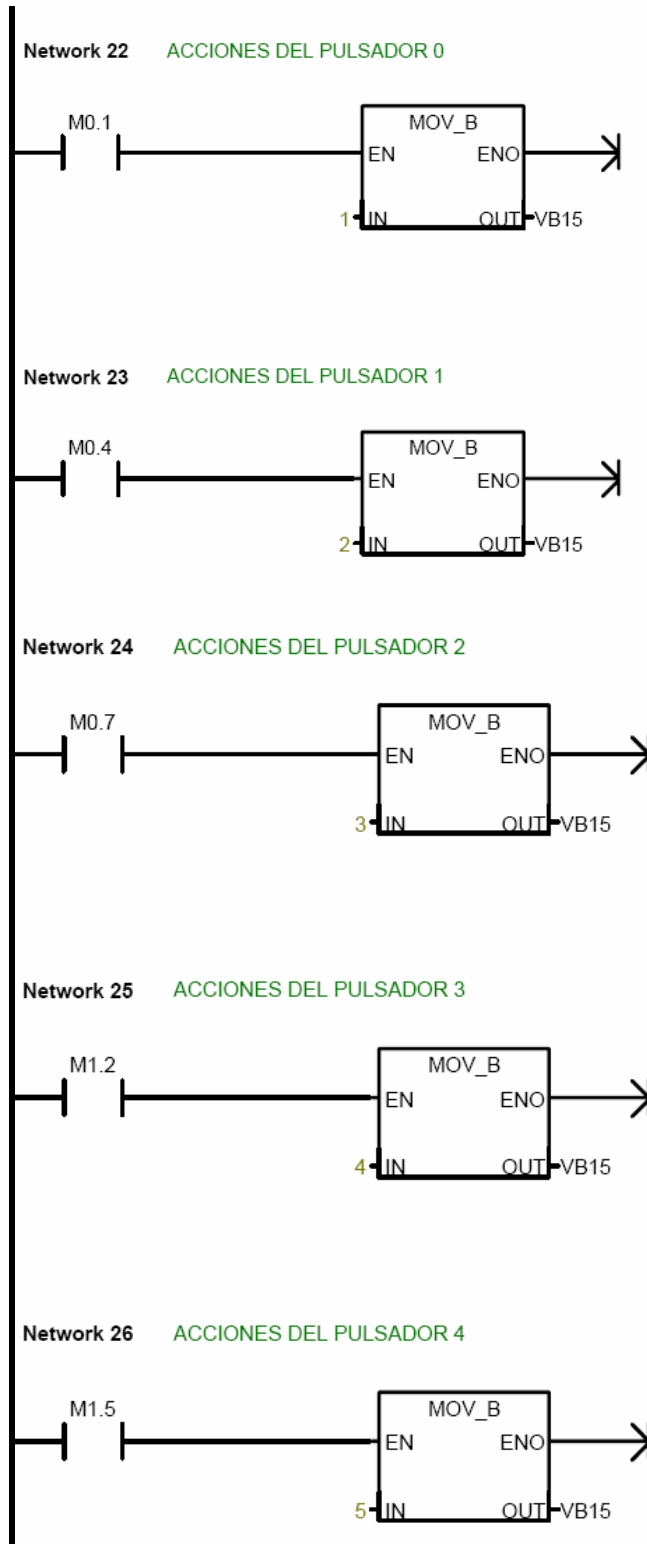 Network 22 ACCIONES DEL PULSADOR 0
M0.1
MOV_B
EN ENO
1 IN OUT VB15
Network 23 ACCIONES DEL PULSADOR 1
M0.4
MOV_B
EN ENO
2 IN OUT VB15
Network 24 ACCIONES DEL PULSADOR 2
M0.7
MOV_B
EN ENO
3 IN OUT VB15
Network 25 ACCIONES DEL PULSADOR 3
M1.2
MOV_B
EN ENO
4 IN OUT VB15
Network 26 ACCIONES DEL PULSADOR 4
M1.5
MOV_B
EN ENO
5 IN OUT VB15